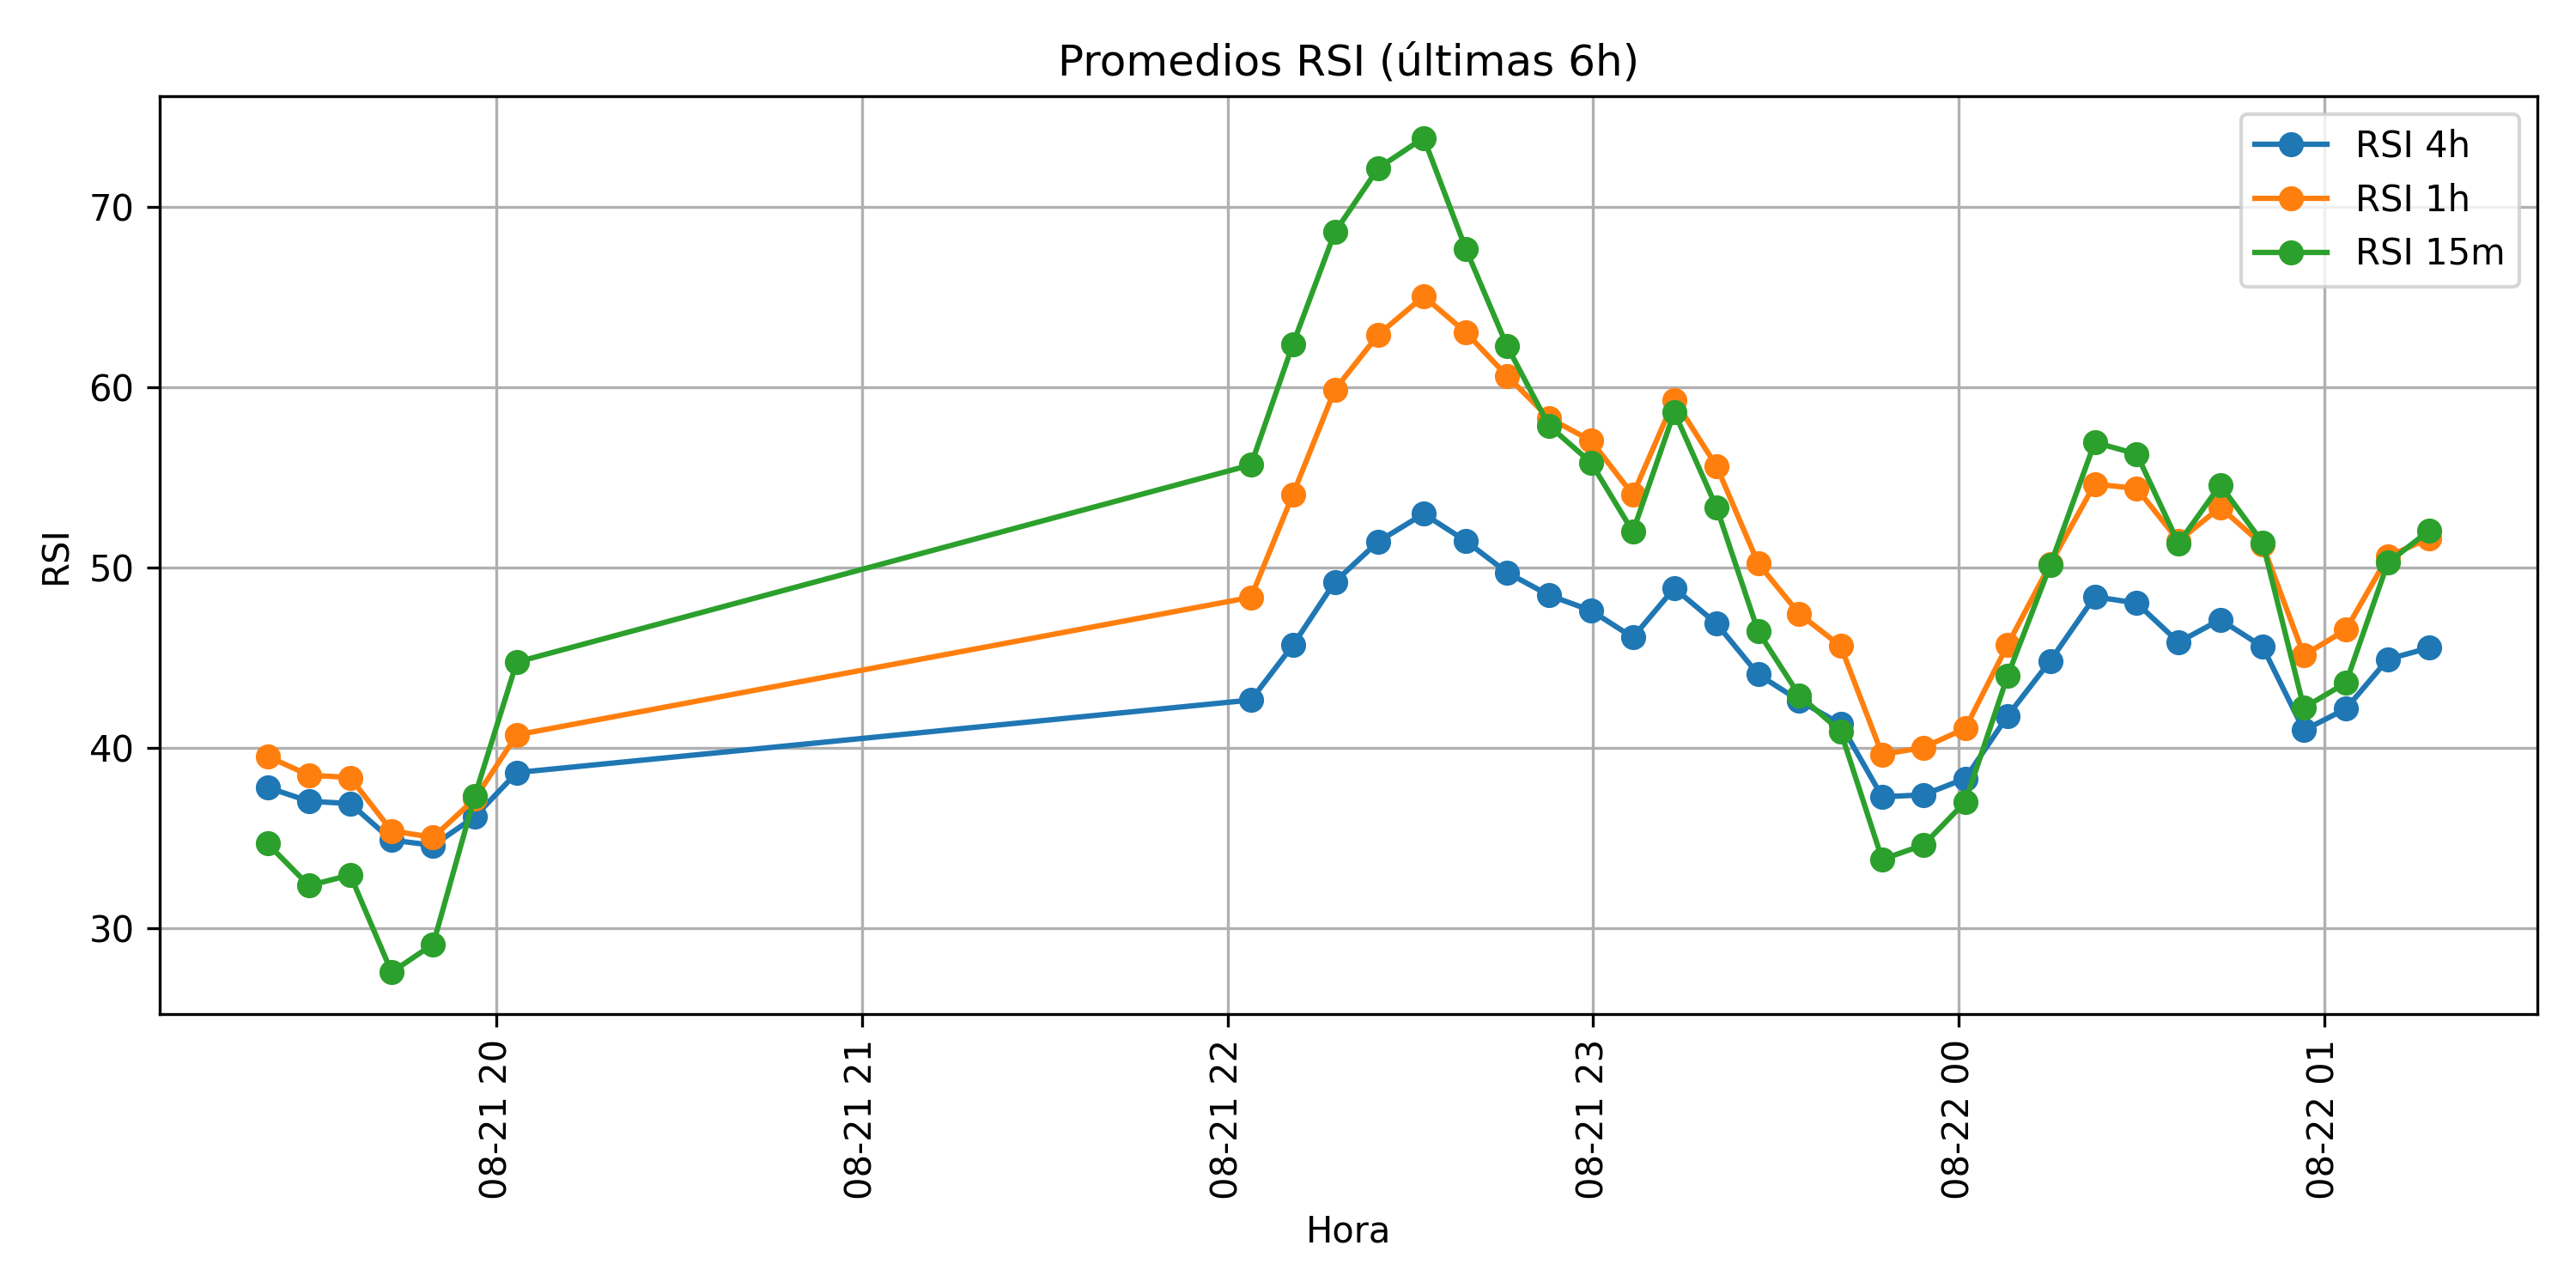 Promedios RSI (últimas 6h)
RSI 4h
RSI 1h
RSI 15m
RSI
70
60
50
40
30
08-21 20
08-21 21
08-21 22
08-21 23
08-22 00
08-22 01
Hora